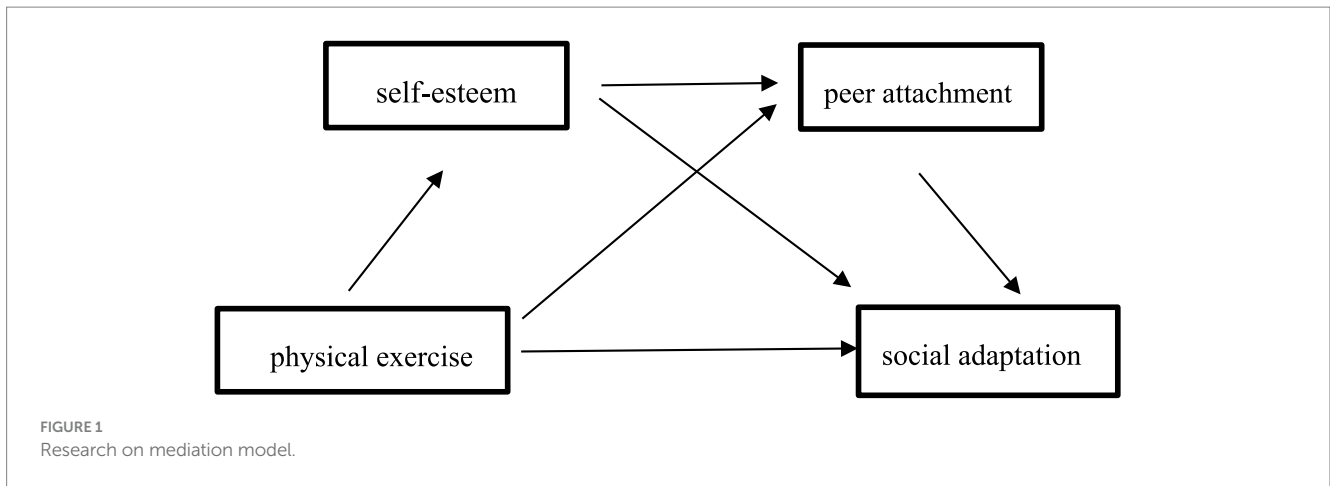 self-esteem
peer attachment
physical exercise
social adaptation
FIGURE 1
Research on mediation model.